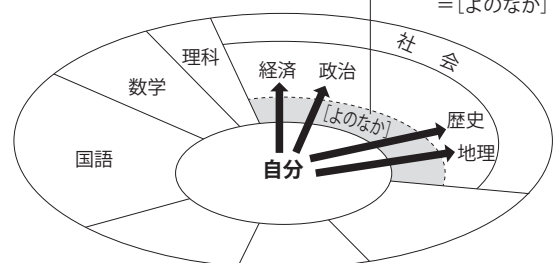 ＝[よのなか]
社会
理科
経済
政治
数学
[よのなか]
歴史
地理
国語
自分